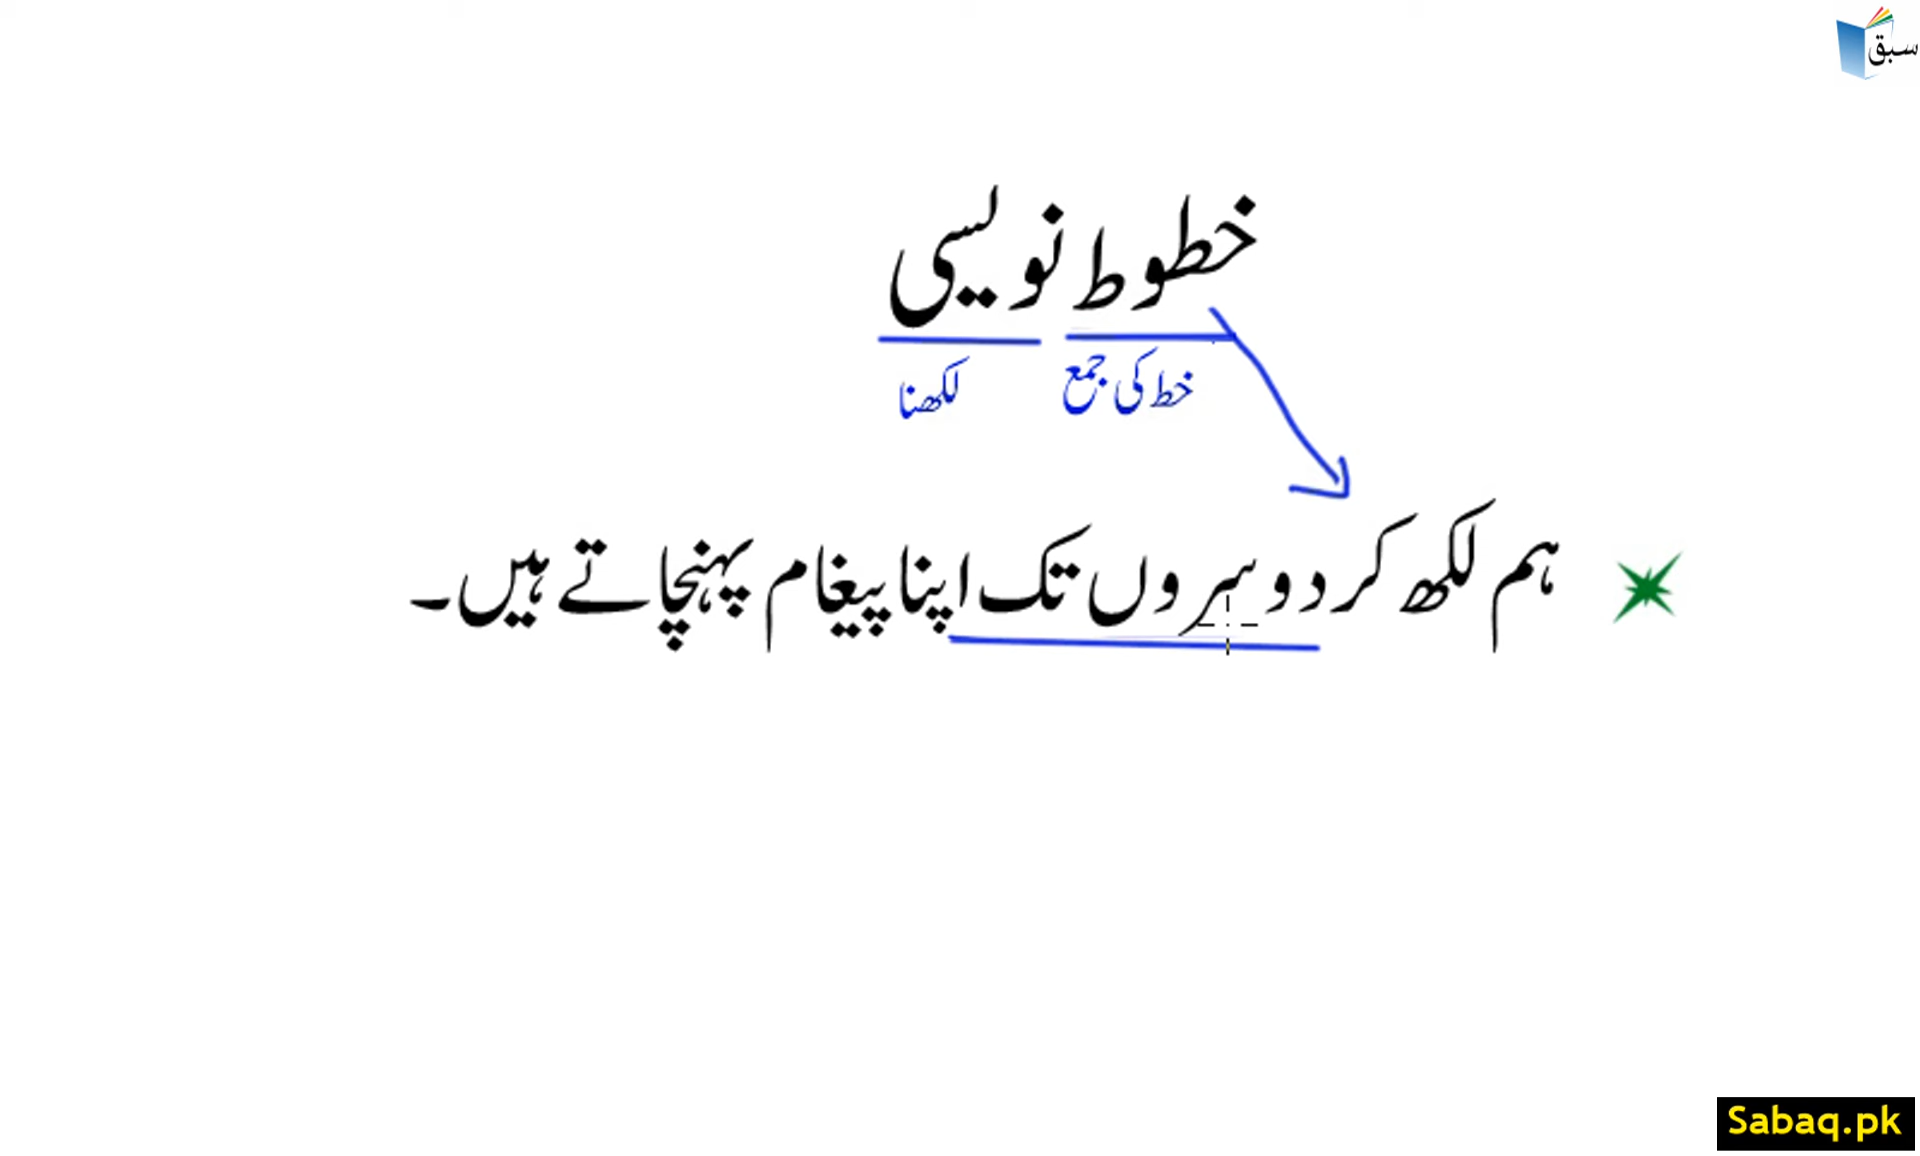 سبق
خطوط نویسی
خط کی جمع لکھنا
ہم لکھ کر دوسروں تک اپنا پیغام پہنچاتے ہیں۔
Sabaq.pk